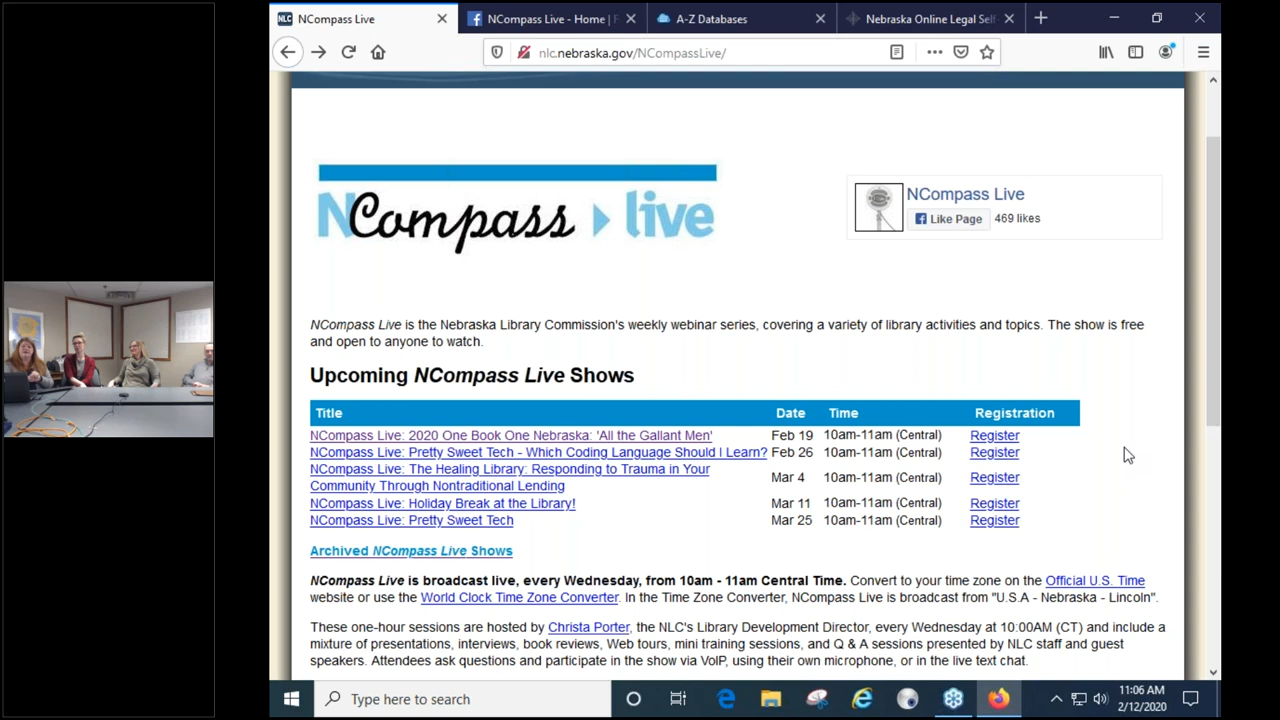 NLC NCompass Live
NCompass Live - Home | F
A-Z Databases
Nebraska Online Legal Self-
nlc.nebraska.gov/NCompassLive/
NCompass live
NCompass Live
Like Page 469 likes
NCompass Live is the Nebraska Library Commission's weekly webinar series, covering a variety of library activities and topics. The show is free
and open to anyone to watch.
Upcoming NCompass Live Shows
Title Date Time Registration
NCompass Live: 2020 One Book One Nebraska: 'All the Gallant Men' Feb 19 10am-11am (Central) Register
NCompass Live: Pretty Sweet Tech - Which Coding Language Should I Learn? Feb 26 10am-11am (Central) Register
NCompass Live: The Healing Library: Responding to Trauma in Your
Community Through Nontraditional Lending Mar 4 10am-11am (Central) Register
NCompass Live: Holiday Break at the Library! Mar 11 10am-11am (Central) Register
NCompass Live: Pretty Sweet Tech Mar 25 10am-11am (Central) Register
Archived NCompass Live Shows
NCompass Live is broadcast live, every Wednesday, from 10am - 11am Central Time. Convert to your time zone on the Official U.S. Time
website or use the World Clock Time Zone Converter. In the Time Zone Converter, NCompass Live is broadcast from "U.S.A - Nebraska - Lincoln".
These one-hour sessions are hosted by Christa Porter, the NLC's Library Development Director, every Wednesday at 10:00AM (CT) and include a
mixture of presentations, interviews, book reviews, Web tours, mini training sessions, and Q & A sessions presented by NLC staff and guest
speakers. Attendees ask questions and participate in the show via VoIP, using their own microphone, or in the live text chat.
Type here to search
11:06 AM
2/12/2020